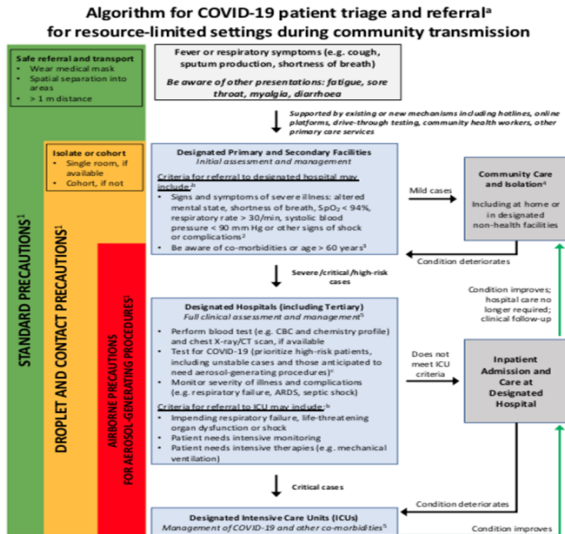 Algorithm for COVID-19 patient triage and referralᵃ
for resource-limited settings during community transmission
Safe referral and transport
• Wear medical mask
• Spatial separation into
areas
• > 1 m distance
Fever or respiratory symptoms (e.g. cough,
sputum production, shortness of breath)
Be aware of other presentations: fatigue, sore
throat, myalgia, diarrhoea
Supported by existing or new mechanisms including hotlines, online
platforms, drive-through testing, community health workers, other
primary care services
Isolate or cohort
• Single room, if
available
• Cohort, if not
Designated Primary and Secondary Facilities
Initial assessment and management
Criteria for referral to designated hospital may
include:ᵇ
• Signs and symptoms of severe illness: altered
mental state, shortness of breath, SpO₂ < 94%,
respiratory rate > 30/min, systolic blood
pressure < 90 mm Hg or other signs of shock
or complications²
• Be aware of co-morbidities or age > 60 years³
Mild cases
Community Care
and Isolation⁴
Including at home or
in designated
non-health facilities
Condition deteriorates
Severe/critical/high-risk
cases
Condition improves;
hospital care no
longer required;
clinical follow-up
Designated Hospitals (including Tertiary)
Full clinical assessment and management⁵
• Perform blood test (e.g. CBC and chemistry profile)
and chest X-ray/CT scan, if available
• Test for COVID-19 (prioritize high-risk patients,
including unstable cases and those anticipated to
need aerosol-generating procedures)ᶜ
• Monitor severity of illness and complications
(e.g. respiratory failure, ARDS, septic shock)
Criteria for referral to ICU may include:ᵇ
• Impending respiratory failure, life-threatening
organ dysfunction or shock
• Patient needs intensive monitoring
• Patient needs intensive therapies (e.g. mechanical
ventilation)
Does not
meet ICU
criteria
Inpatient
Admission and
Care at
Designated
Hospital
Critical cases
Condition deteriorates
Designated Intensive Care Units (ICUs)
Management of COVID-19 and other co-morbidities⁵
Condition improves
STANDARD PRECAUTIONS¹
DROPLET AND CONTACT PRECAUTIONS¹
AIRBORNE PRECAUTIONS
FOR AEROSOL-GENERATING PROCEDURES¹